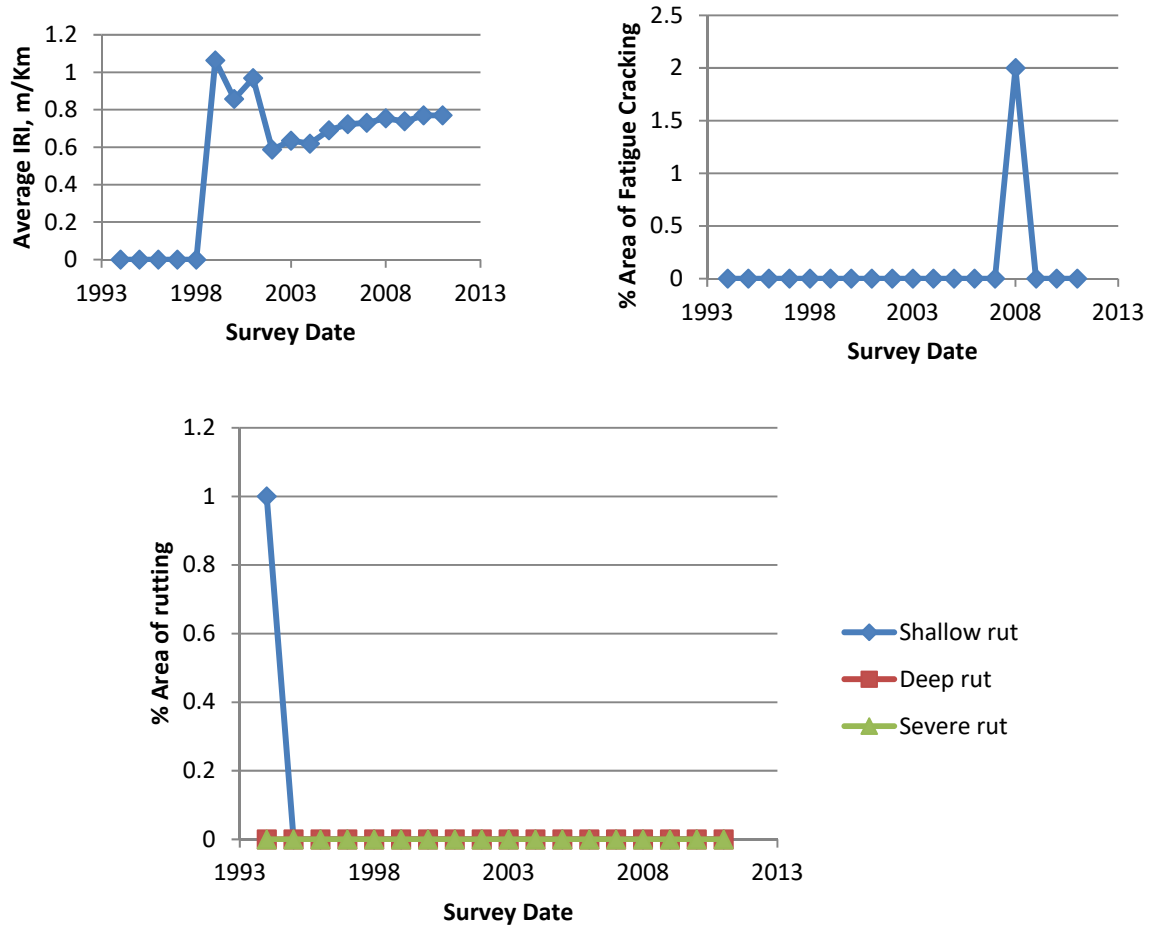 Average IRI, m/Km
1.2
1
0.8
0.6
0.4
0.2
0
1993 1998 2003 2008 2013
Survey Date
% Area of Fatigue Cracking
2.5
2
1.5
1
0.5
0
1993 1998 2003 2008 2013
Survey Date
% Area of rutting
1.2
1
0.8
0.6
0.4
0.2
0
1993 1998 2003 2008 2013
Survey Date
Shallow rut
Deep rut
Severe rut